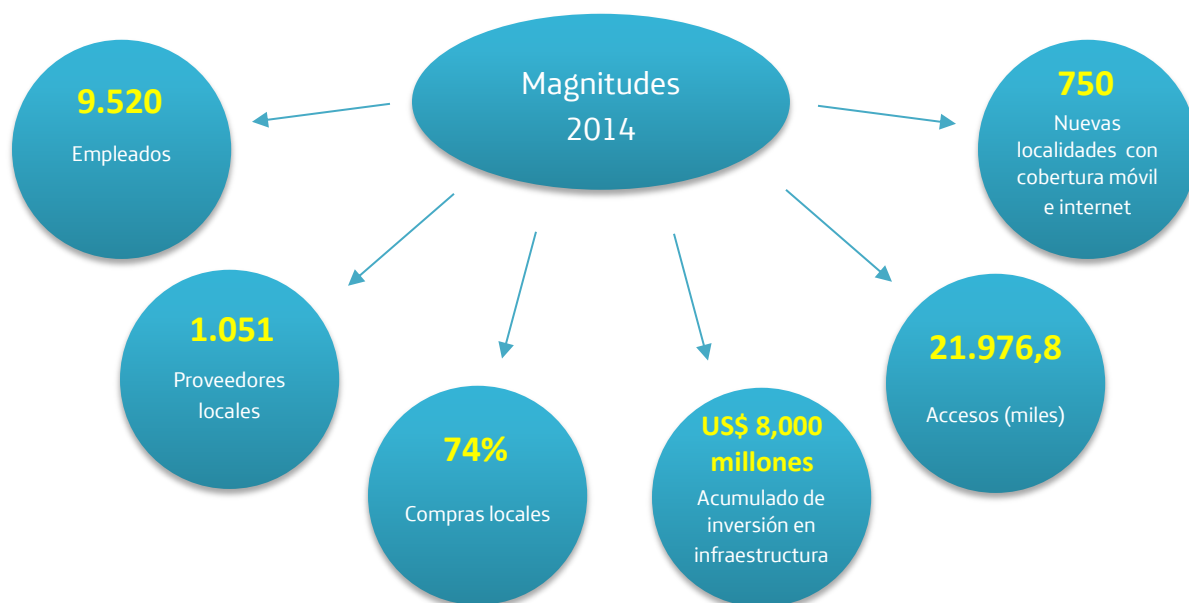 Magnitudes
2014
9.520
Empleados
1.051
Proveedores
locales
74%
Compras locales
US$ 8,000
millones
Acumulado de
inversión en
infraestructura
21.976,8
Accesos (miles)
750
Nuevas
localidades con
cobertura móvil
e internet